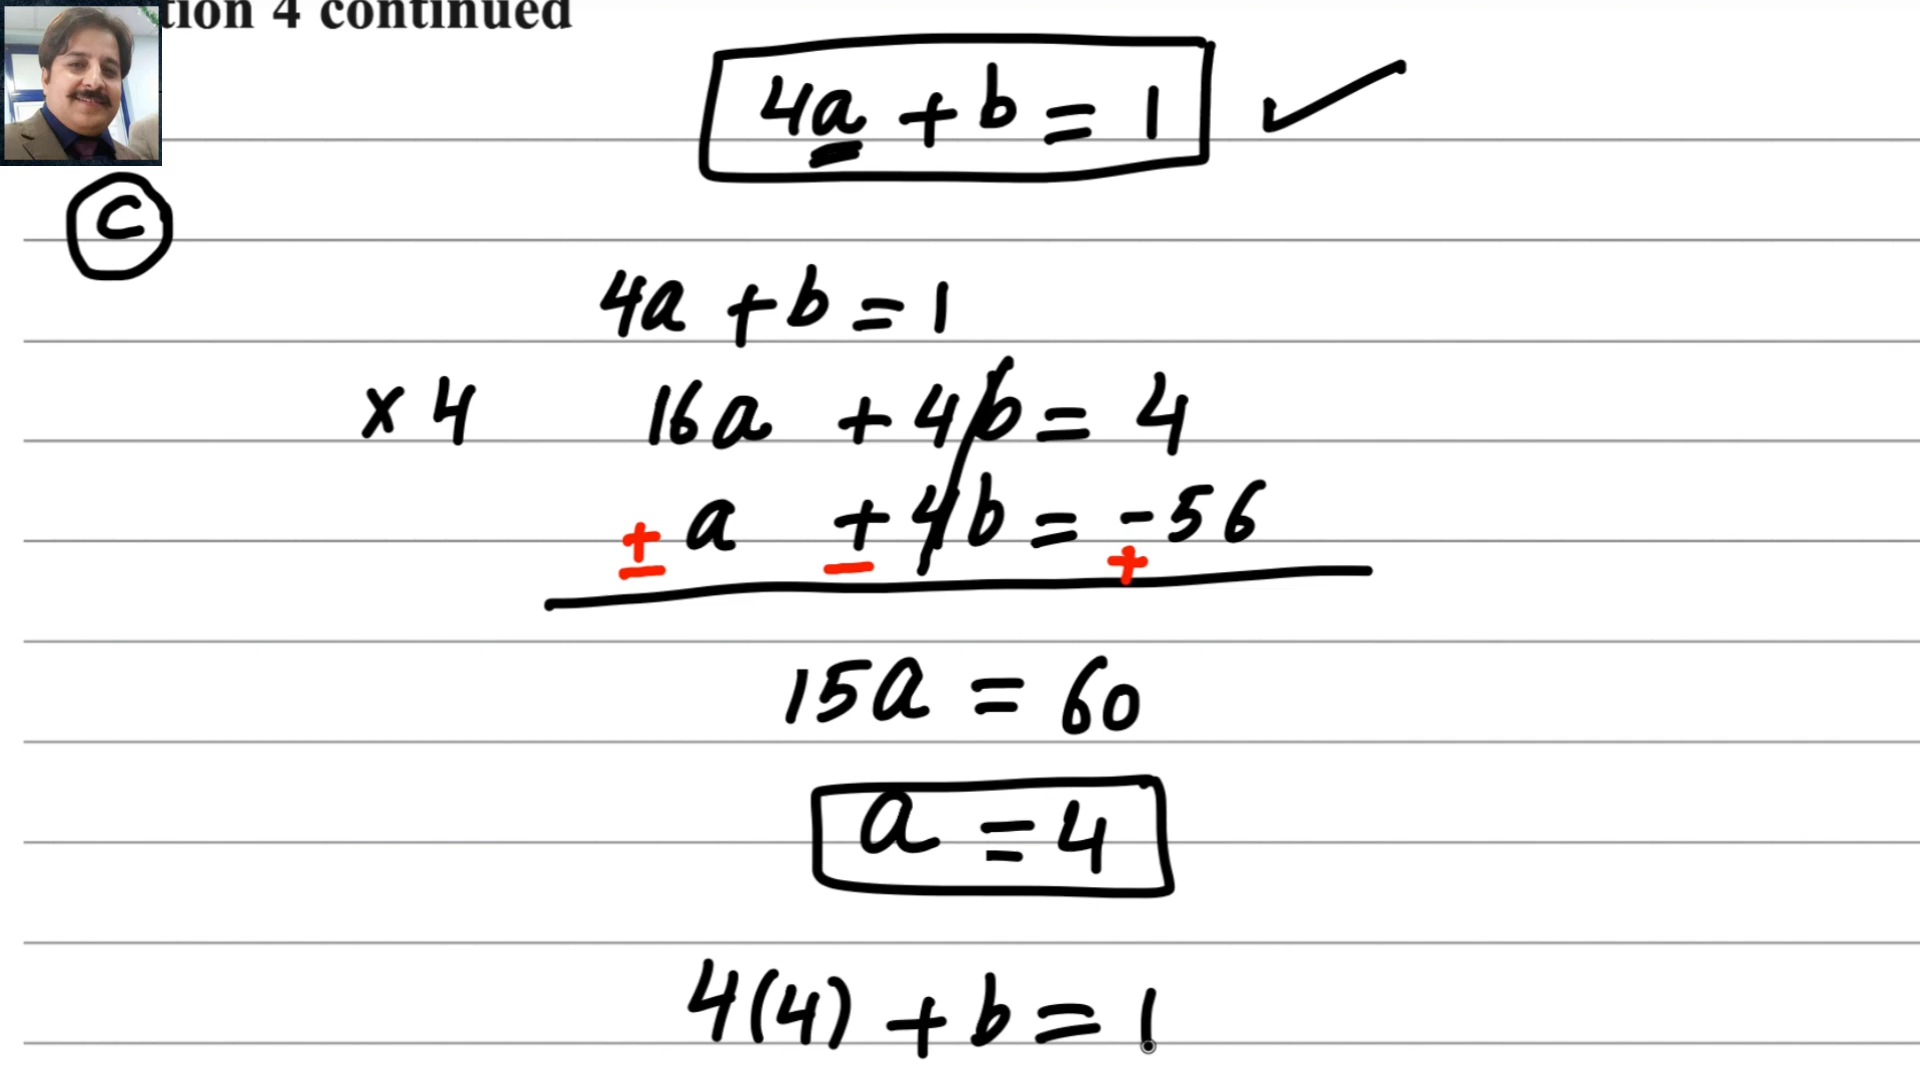 tion 4 continued
4a + b = 1 ✓
C
4a + b = 1
x 4 16a + 4b = 4
± a + 4b = -56
− +
15a = 60
a = 4
4(4) + b = 1